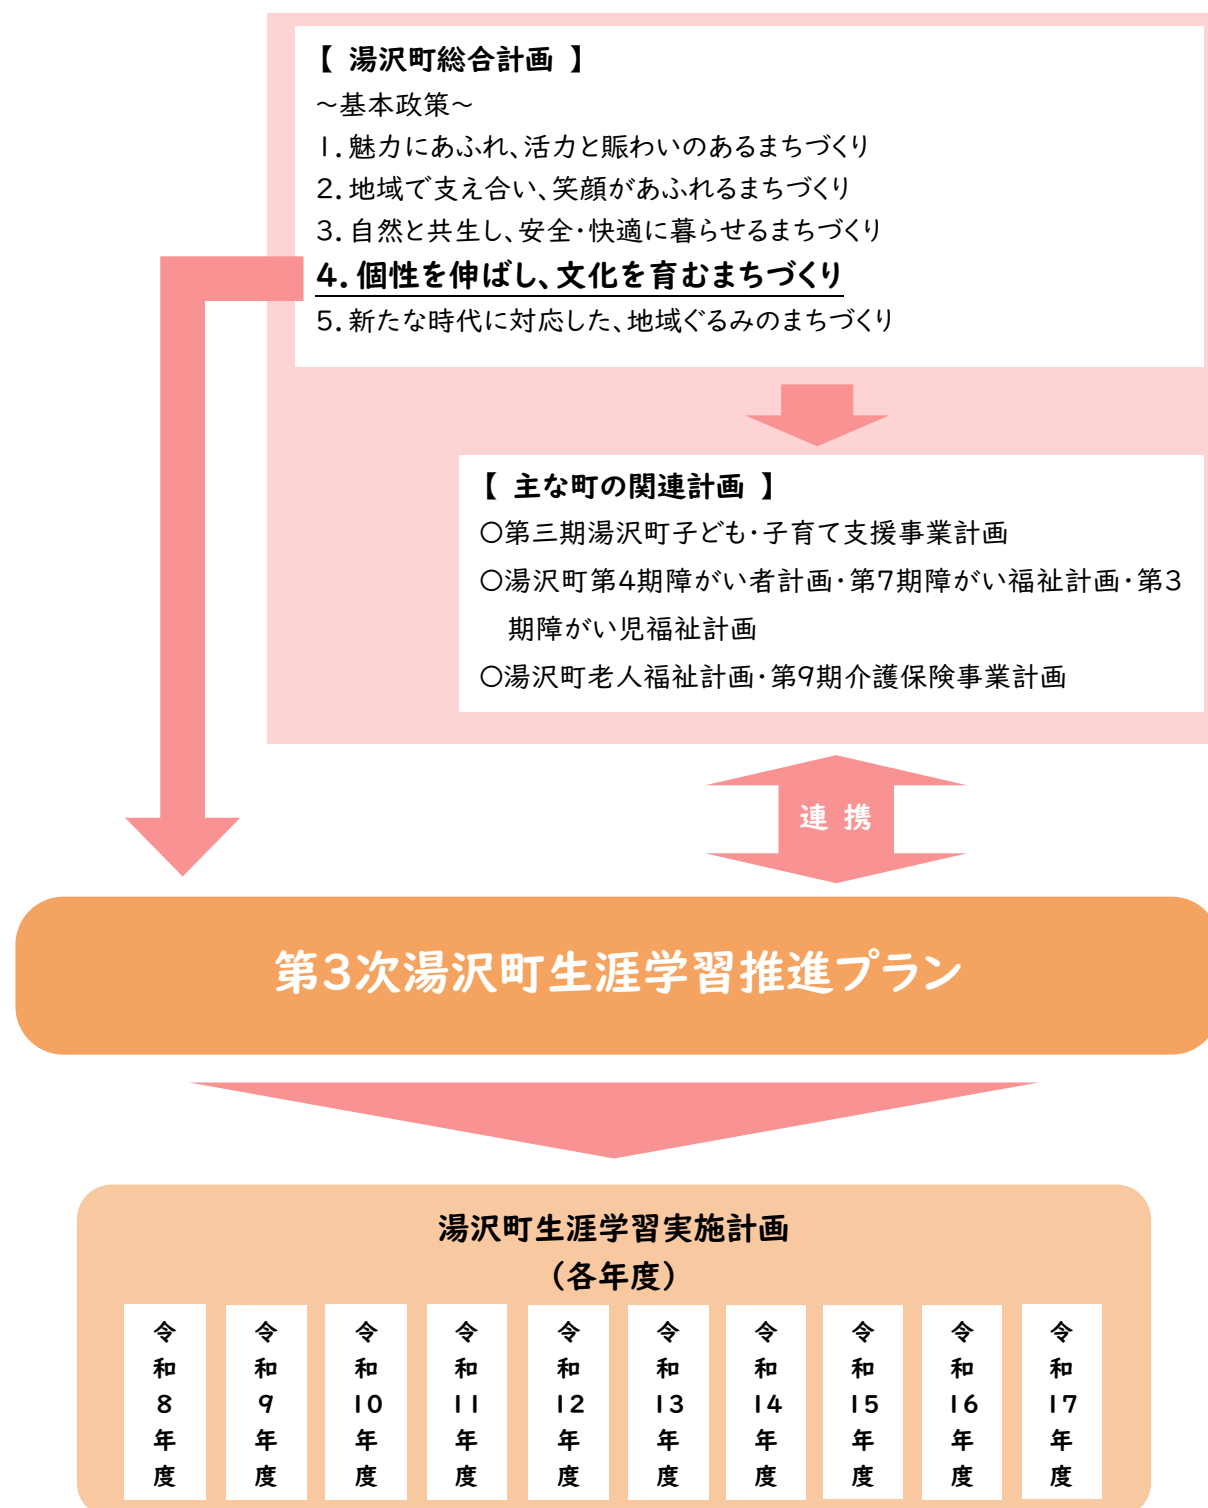 【 湯沢町総合計画 】
～基本政策～
1.魅力にあふれ、活力と賑わいのあるまちづくり
2.地域で支え合い、笑顔があふれるまちづくり
3.自然と共生し、安全・快適に暮らせるまちづくり
4.個性を伸ばし、文化を育むまちづくり
5.新たな時代に対応した、地域ぐるみのまちづくり
【 主な町の関連計画 】
〇第三期湯沢町子ども・子育て支援事業計画
〇湯沢町第4期障がい者計画・第7期障がい福祉計画・第3
期障がい児福祉計画
〇湯沢町老人福祉計画・第9期介護保険事業計画
連 携
第3次湯沢町生涯学習推進プラン
湯沢町生涯学習実施計画
（各年度）
令和8年度
令和9年度
令和10年度
令和11年度
令和12年度
令和13年度
令和14年度
令和15年度
令和16年度
令和17年度